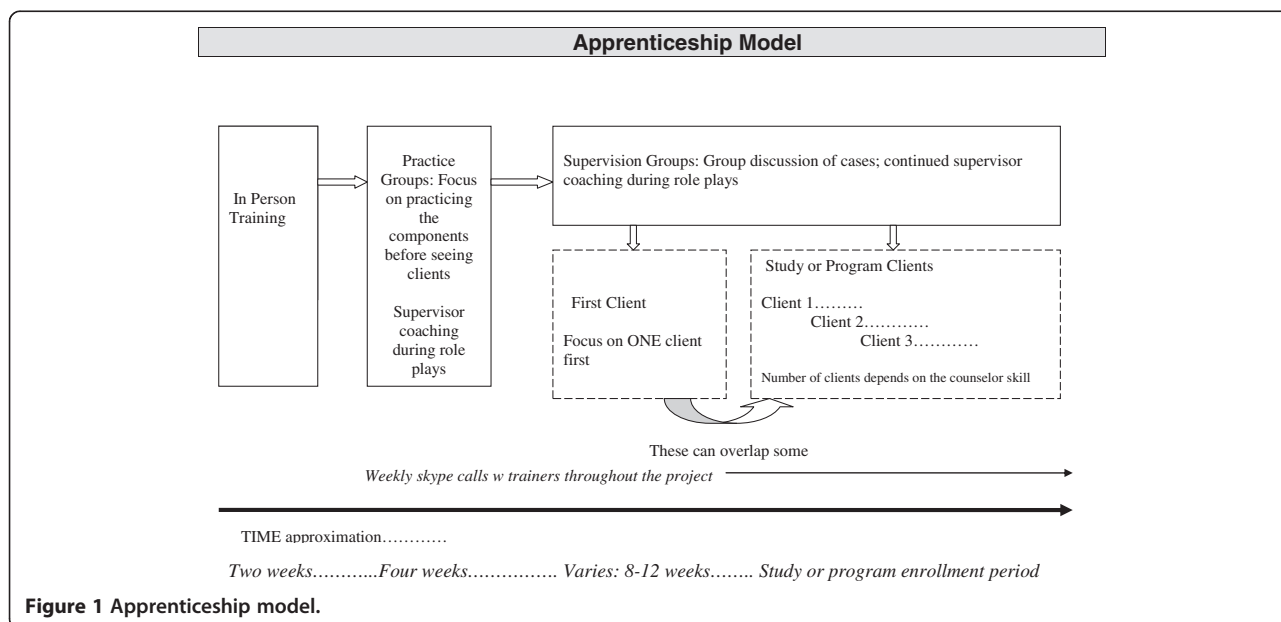 Apprenticeship Model
In Person
Training
Practice
Groups: Focus
on practicing
the
components
before seeing
clients
Supervisor
coaching
during role
plays
Supervision Groups: Group discussion of cases; continued supervisor
coaching during role plays
First Client
Focus on ONE client
first
Study or Program Clients
Client 1………
Client 2…………
Client 3…………
Number of clients depends on the counselor skill
These can overlap some
Weekly skype calls w trainers throughout the project
TIME approximation…………
Two weeks………...Four weeks……………. Varies: 8-12 weeks…….. Study or program enrollment period
Figure 1 Apprenticeship model.